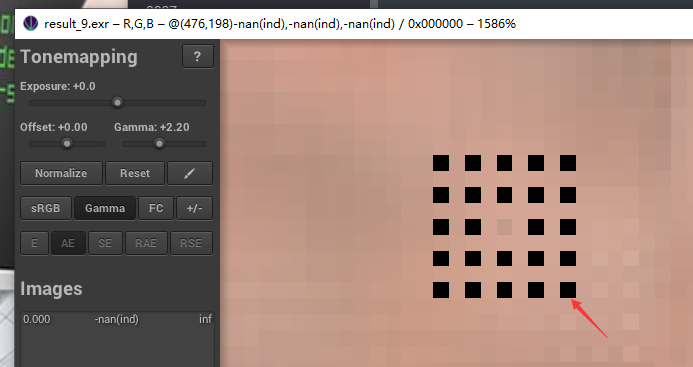 result_9.exr – R,G,B – @(476,198)-nan(ind),-nan(ind),-nan(ind) / 0x000000 – 1586%
Tonemapping ?
Exposure: +0.0
Offset: +0.00 Gamma: +2.20
Normalize Reset
sRGB Gamma FC +/-
E AE SE RAE RSE
Images
0.000 -nan(ind) inf